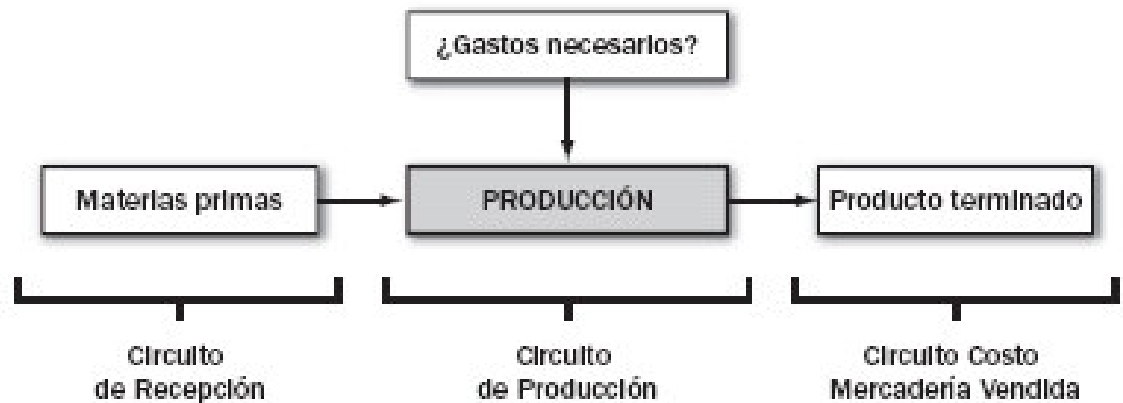 ¿Gastos necesarios?
Materias primas
PRODUCCIÓN
Producto terminado
Circuito
de Recepción
Circuito
de Producción
Circuito Costo
Mercadería Vendida